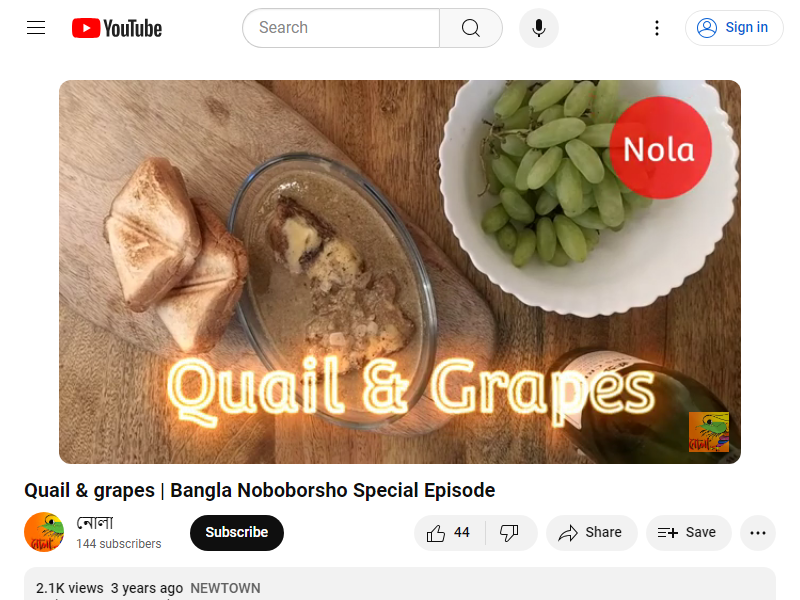 YouTube
Search
Sign in
Nola
Quail & Grapes
Quail & grapes | Bangla Noboborsho Special Episode
নোলা
144 subscribers
Subscribe
44
Share
Save
2.1K views 3 years ago NEWTOWN